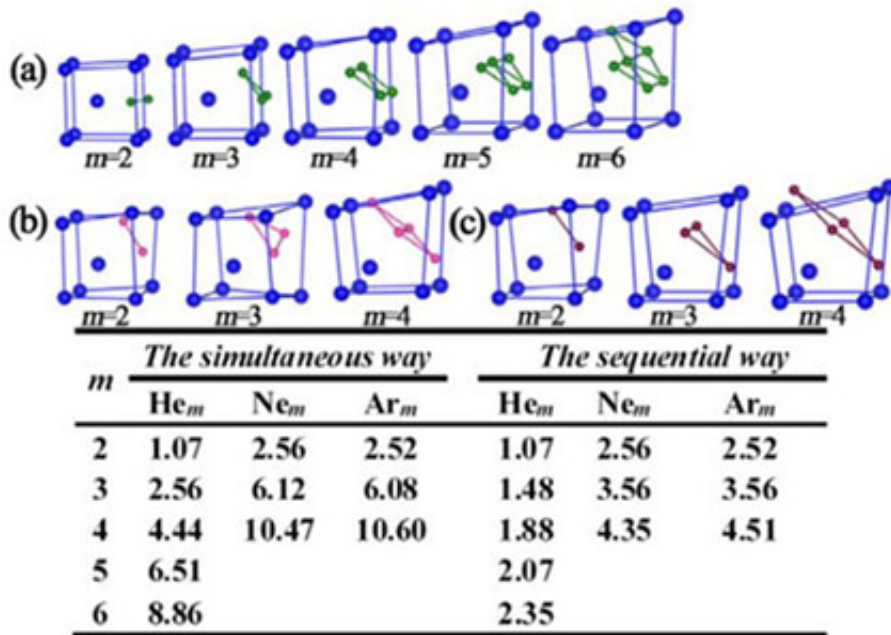 (a)
m=2 m=3 m=4 m=5 m=6
(b) (c)
m=2 m=3 m=4 m=2 m=3 m=4
m The simultaneous way The sequential way
Heₘ Neₘ Arₘ Heₘ Neₘ Arₘ
2 1.07 2.56 2.52 1.07 2.56 2.52
3 2.56 6.12 6.08 1.48 3.56 3.56
4 4.44 10.47 10.60 1.88 4.35 4.51
5 6.51 2.07
6 8.86 2.35